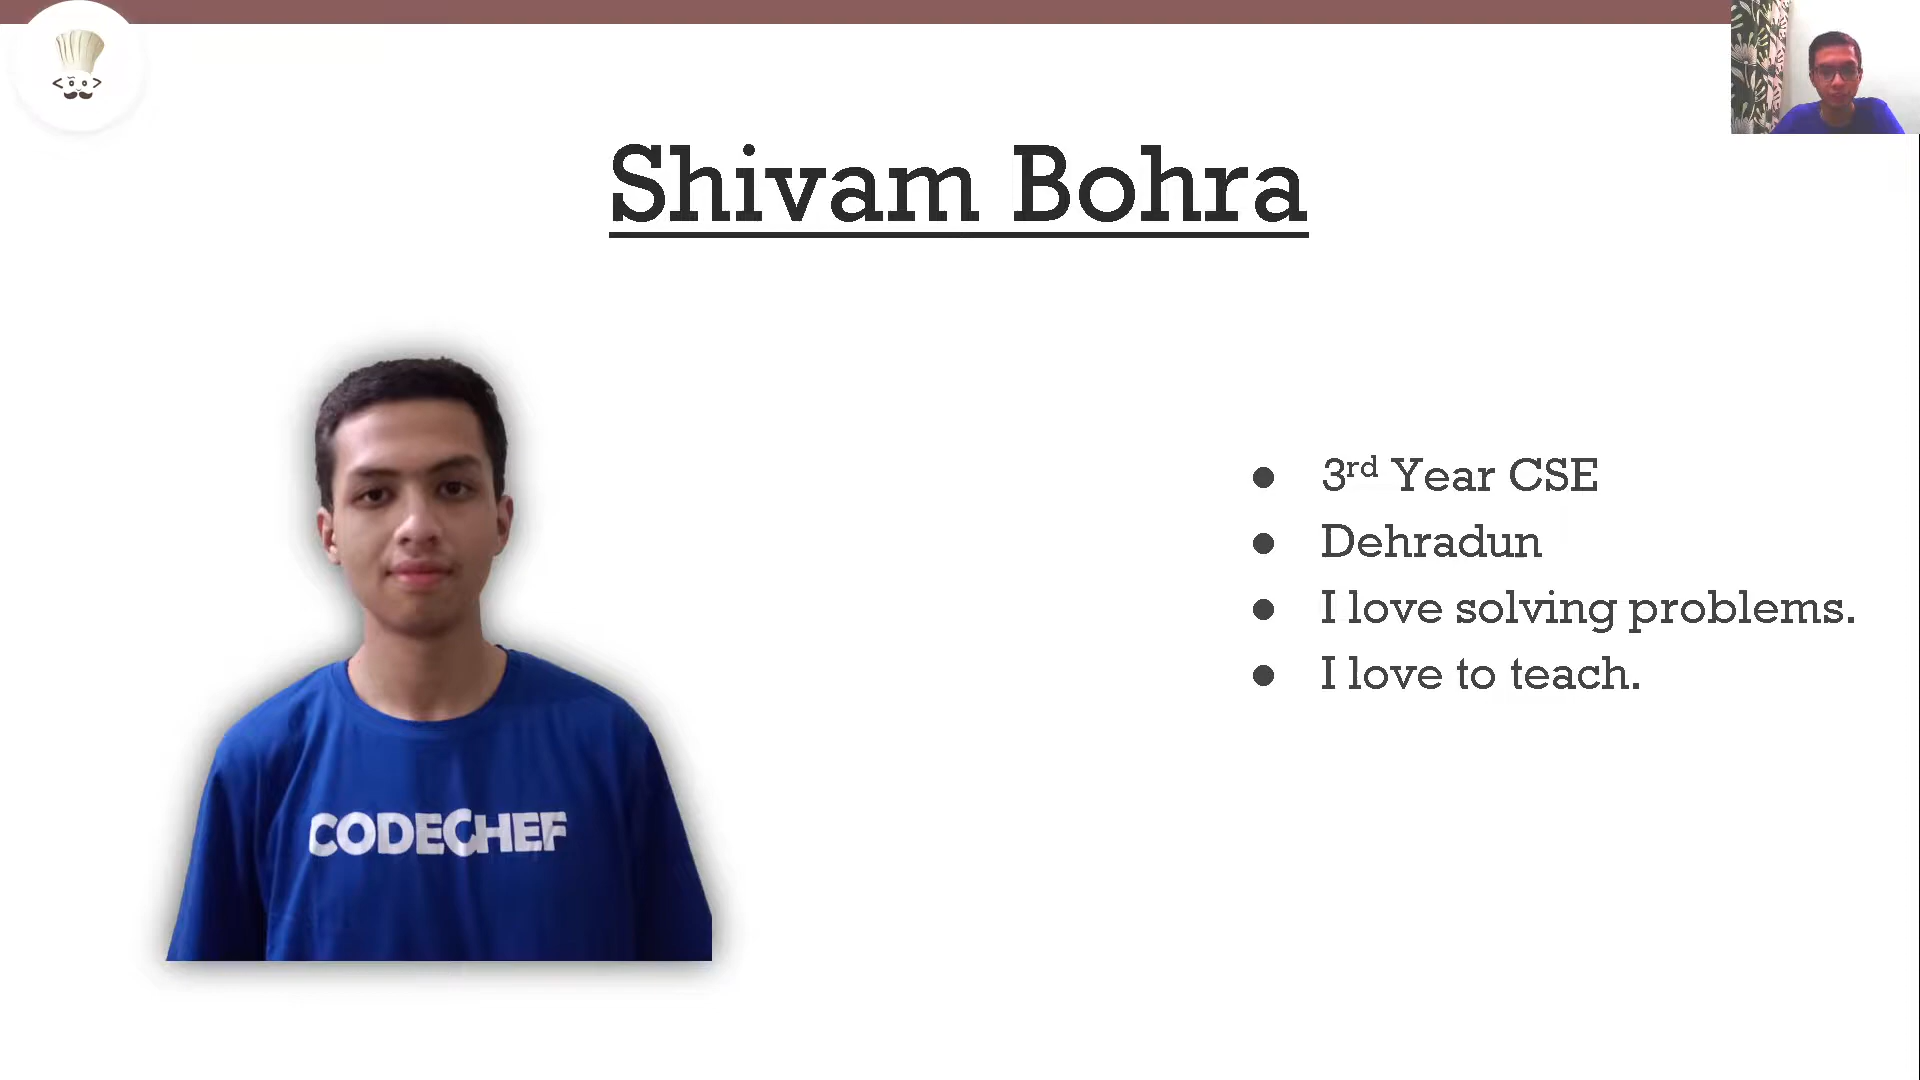 Shivam Bohra
3rd Year CSE
Dehradun
I love solving problems.
I love to teach.
CODECHEF